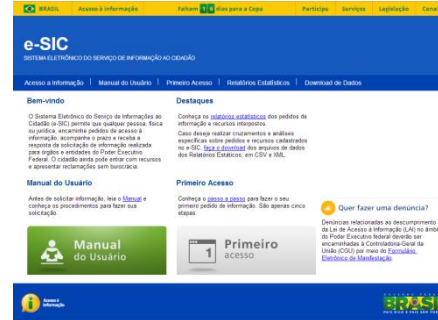 BRASIL Acesso à informação Faltam 16 dias para a Copa Participe Serviços Legislação
e-SIC
SISTEMA ELETRÔNICO DO SERVIÇO DE INFORMAÇÃO AO CIDADÃO
Acesso a Informação | Manual do Usuário | Primeiro Acesso | Relatórios Estatísticos | Download de Dados
Bem-vindo
O Sistema Eletrônico do Serviço de Informações ao
Cidadão (e-SIC) permite que qualquer pessoa, física
ou jurídica, encaminhe pedidos de acesso à
informação, acompanhe o prazo e receba a
resposta da solicitação de informação realizada
para órgãos e entidades do Poder Executivo
Federal. O cidadão ainda pode entrar com recursos
e apresentar reclamações sem burocracia.
Destaques
Conheça os relatórios estatísticos dos pedidos de
informação e recursos interpostos.
Caso deseje realizar cruzamentos e análises
específicas sobre pedidos e recursos cadastrados
no e-SIC, faça o download dos arquivos de dados
dos Relatórios Estáticos, em CSV e XML.
Manual do Usuário
Antes de solicitar informação, leia o Manual e
conheça os procedimentos para fazer sua
solicitação.
Manual
do Usuário
Primeiro Acesso
Conheça o passo a passo para fazer o seu
primeiro pedido de informação. São apenas cinco
etapas.
1
Primeiro
acesso
Quer fazer uma denúncia
Denúncias relacionadas ao descumprimento
da Lei de Acesso à Informação (LAI) no âmbi
do Poder Executivo federal deverão ser
encaminhadas à Controladoria-Geral da
União (CGU) por meio do Formulário
Eletrônico de Manifestação.
Acesso à
Informação
BRASIL